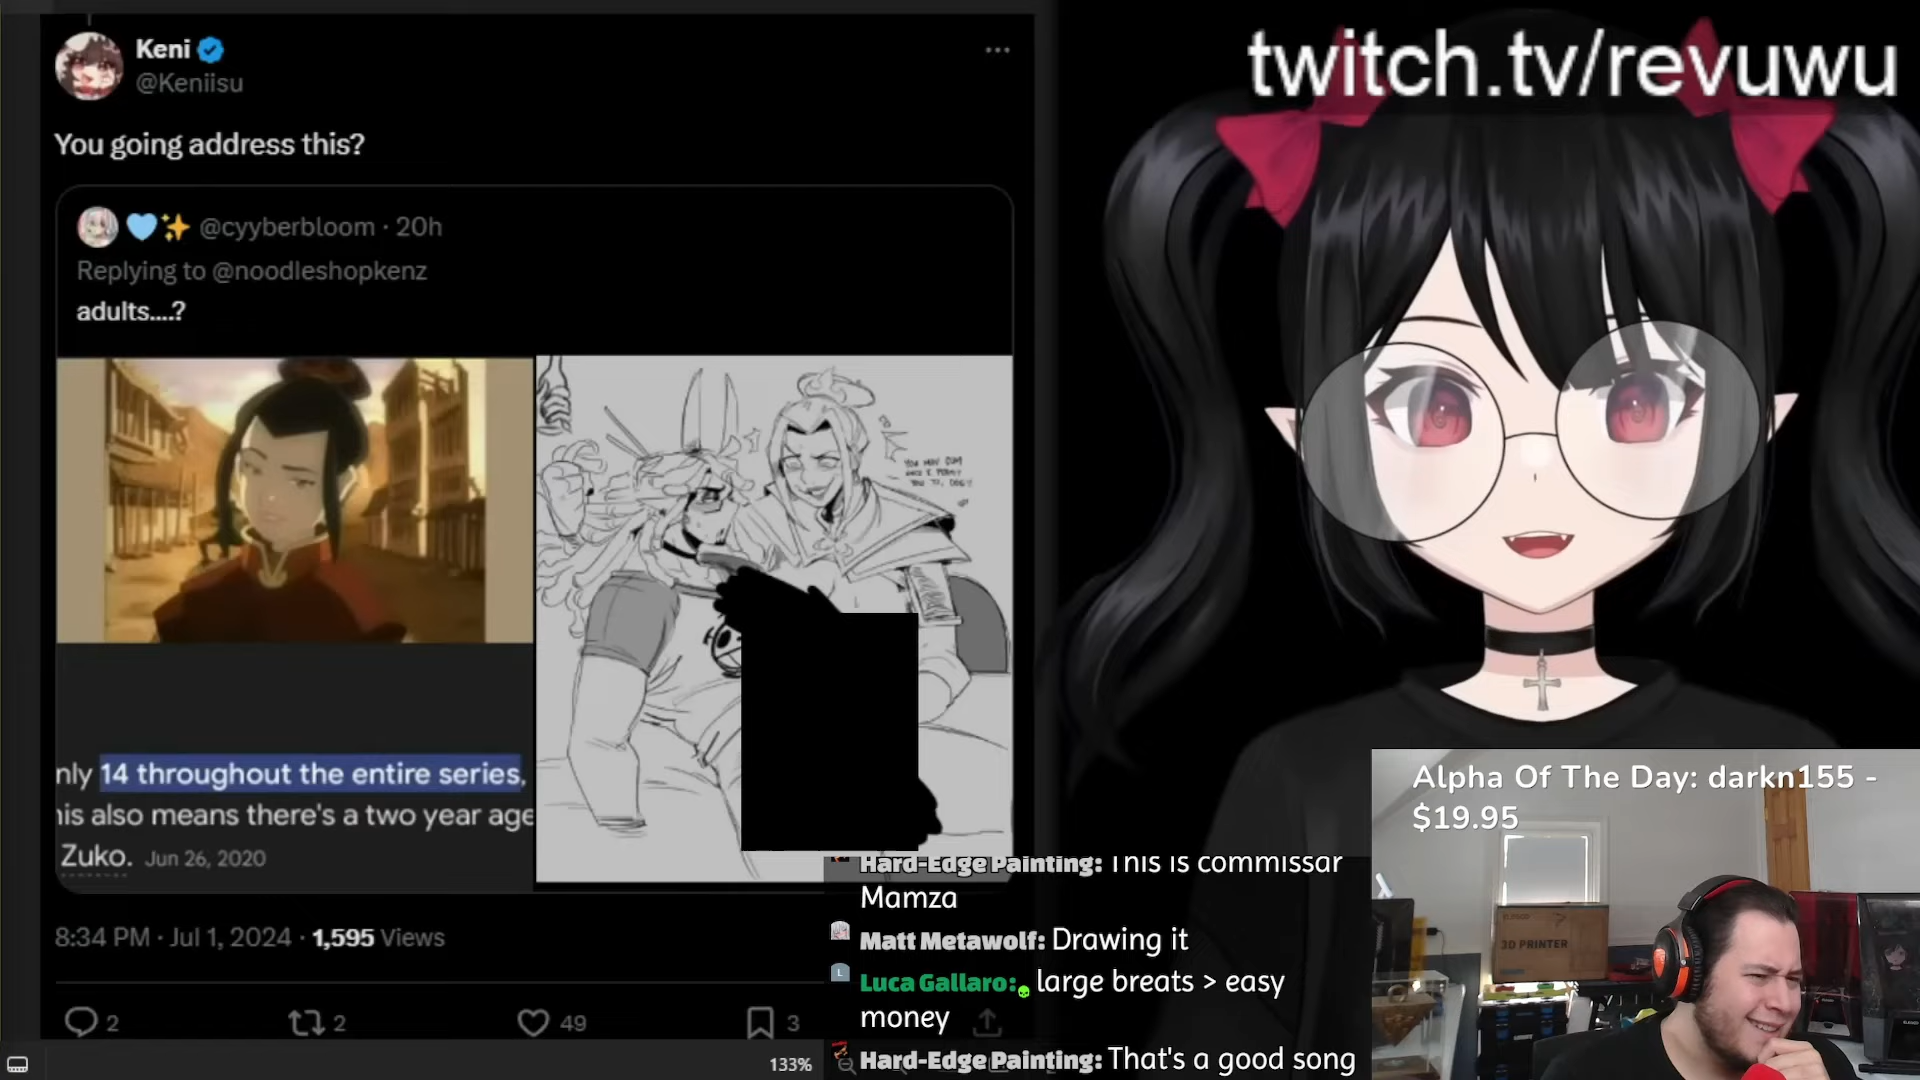 Keni
@Keniisu
twitch.tv/revuwu
You going address this?
@cyyberbloom · 20h
Replying to @noodleshopkenz
adults....?
nly 14 throughout the entire series,
his also means there's a two year age
Zuko. Jun 26, 2020
8:34 PM · Jul 1, 2024 · 1,595 Views
2
2
49
3
133%
Hard-Edge Painting: This is commissar
Mamza
Matt Metawolf: Drawing it
L
Luca Gallaro: large breats > easy
money
Hard-Edge Painting: That's a good song
Alpha Of The Day: darkn155 -
$19.95
3D PRINTER